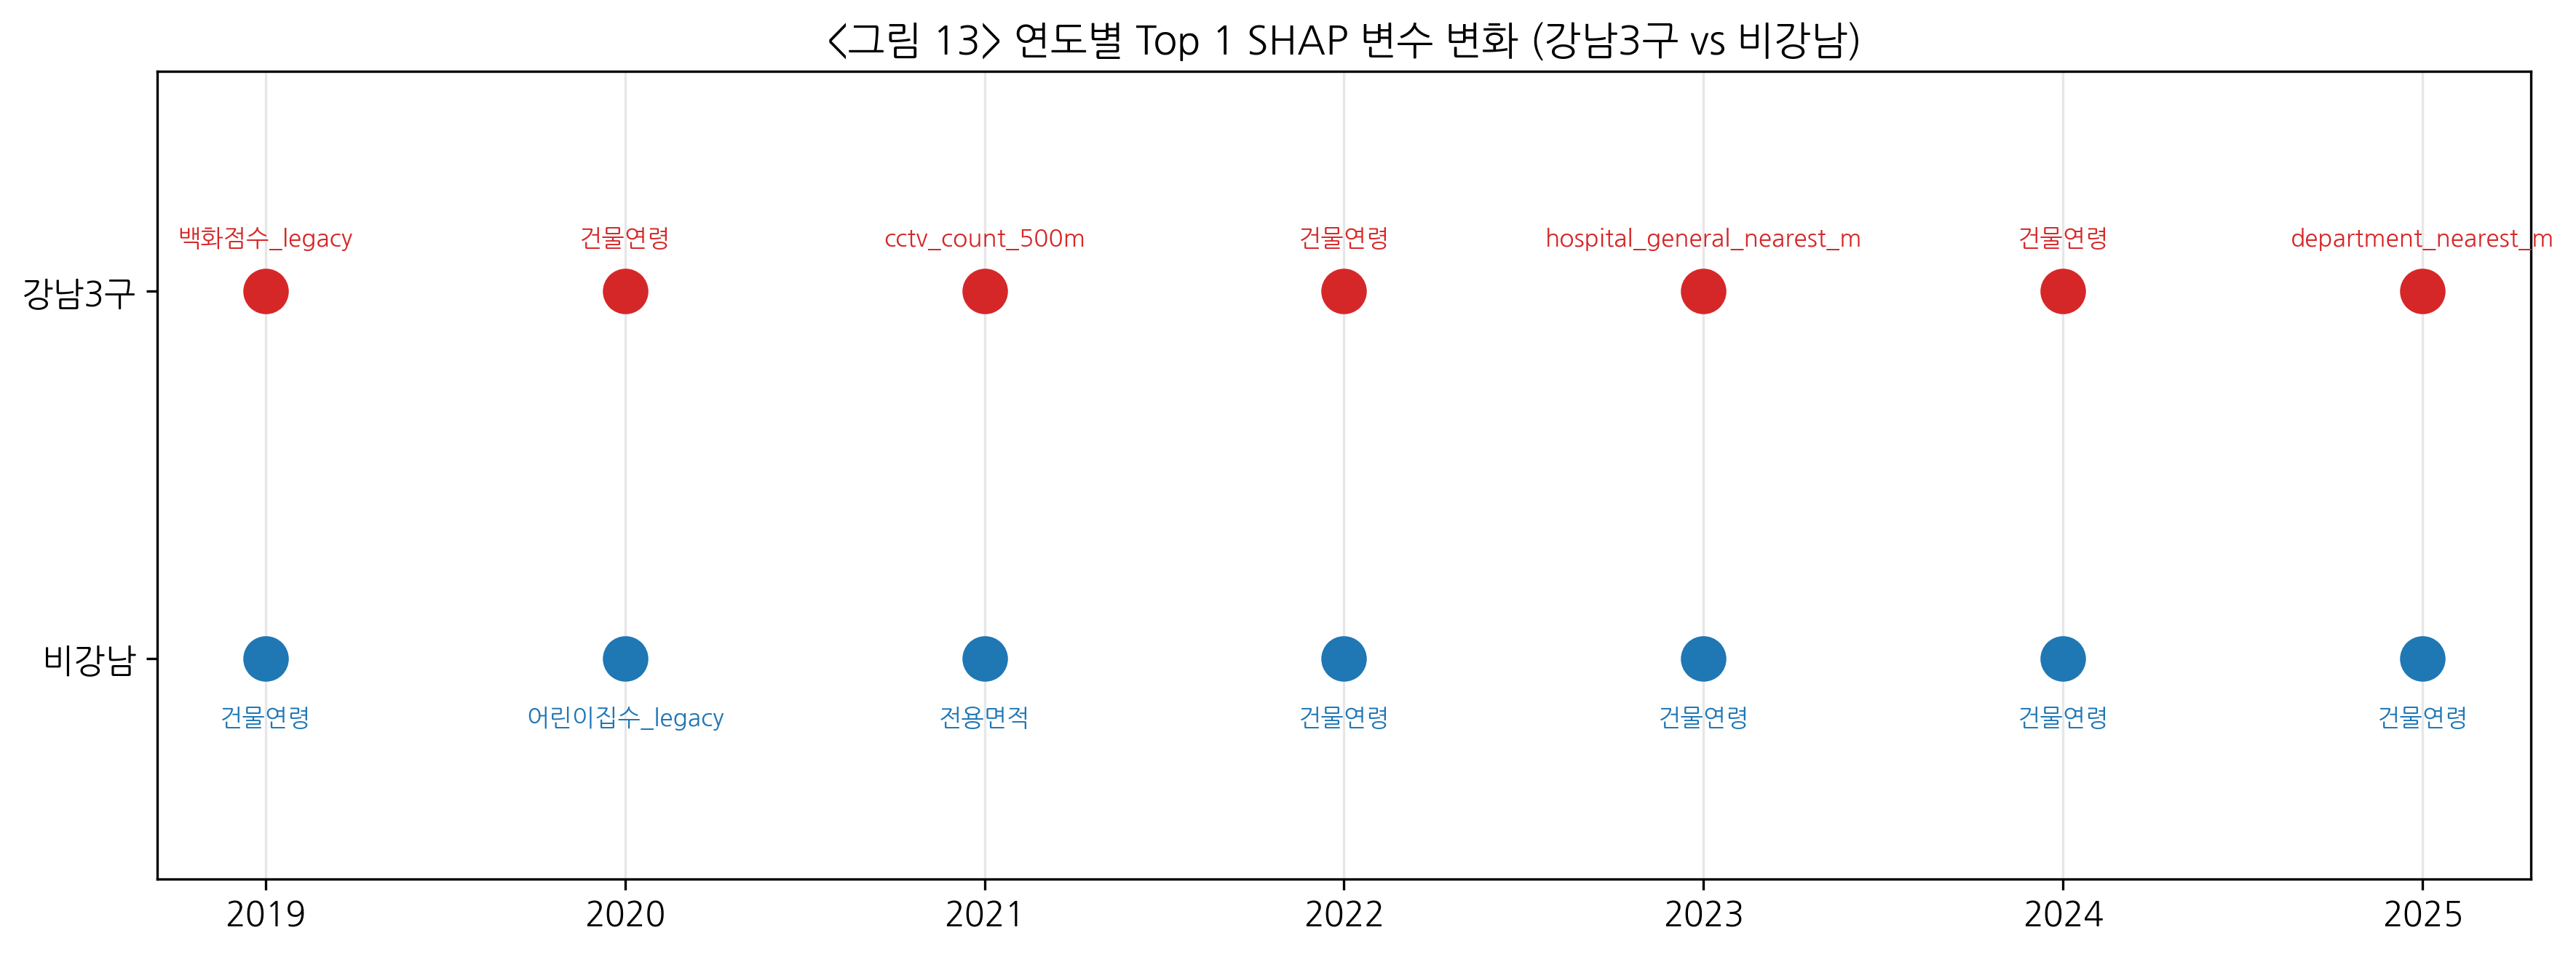 <그림 13> 연도별 Top 1 SHAP 변수 변화 (강남3구 vs 비강남)
백화점수_legacy 건물연령 cctv_count_500m 건물연령 hospital_general_nearest_m 건물연령 department_nearest_m
강남3구
비강남
건물연령 어린이집수_legacy 전용면적 건물연령 건물연령 건물연령 건물연령
2019 2020 2021 2022 2023 2024 2025